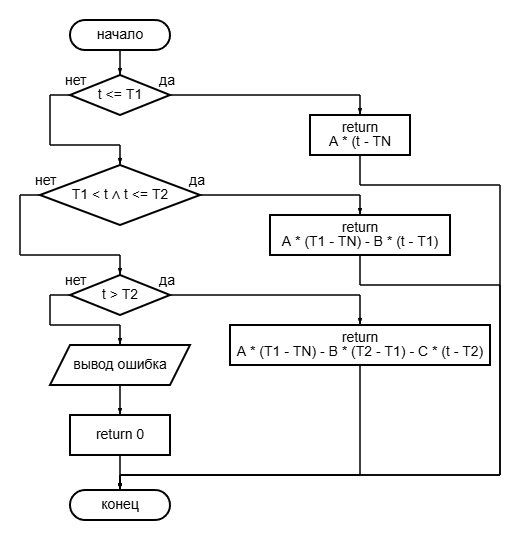 начало
нет
да
t <= T1
return
A * (t - TN
нет
да
T1 < t ∧ t <= T2
return
A * (T1 - TN) - B * (t - T1)
нет
да
t > T2
return
A * (T1 - TN) - B * (T2 - T1) - C * (t - T2)
вывод ошибка
return 0
конец